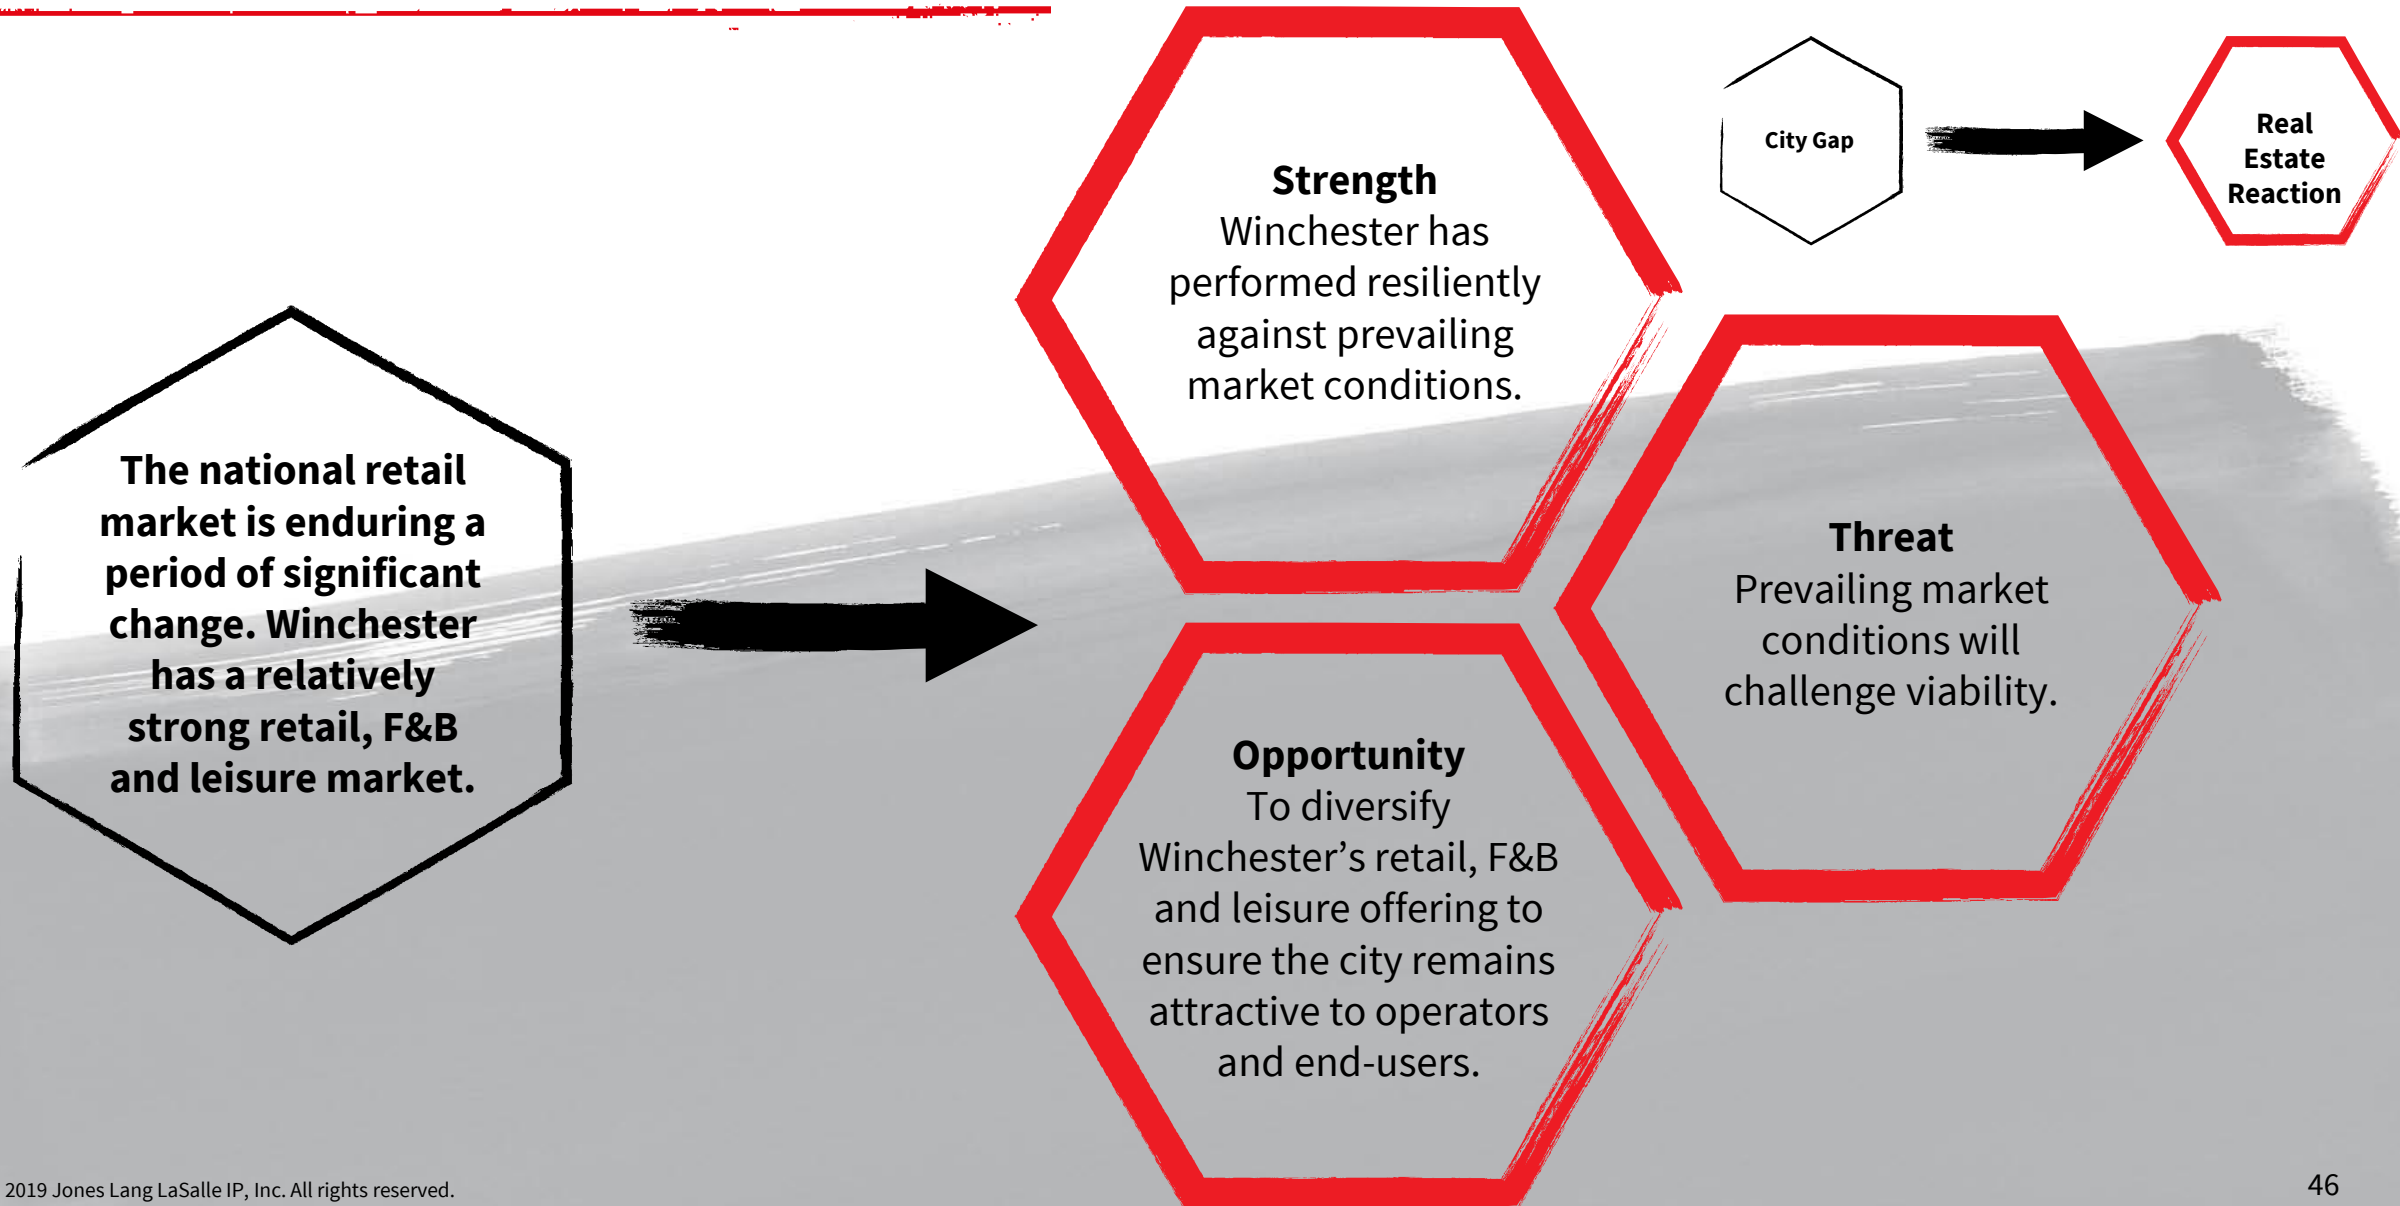 City Gap
Real
Estate
Reaction
The national retail
market is enduring a
period of significant
change. Winchester
has a relatively
strong retail, F&B
and leisure market.
Strength
Winchester has
performed resiliently
against prevailing
market conditions.
Threat
Prevailing market
conditions will
challenge viability.
Opportunity
To diversify
Winchester’s retail, F&B
and leisure offering to
ensure the city remains
attractive to operators
and end-users.
2019 Jones Lang LaSalle IP, Inc. All rights reserved.
46